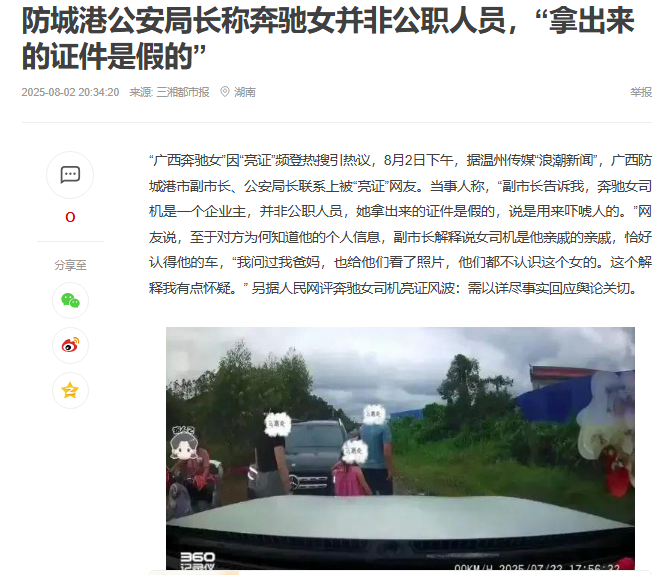 防城港公安局长称奔驰女并非公职人员，“拿出来
的证件是假的”
2025-08-02 20:34:20 来源: 三湘都市报 湖南
举报
“广西奔驰女”因“亮证”频登热搜引热议，8月2日下午，据温州传媒“浪潮新闻”，广西防
城港市副市长、公安局长联系上被“亮证”网友。当事人称，“副市长告诉我，奔驰女司
机是一个企业主，并非公职人员，她拿出来的证件是假的，说是用来吓唬人的。”网
友说，至于对方为何知道他的个人信息，副市长解释说女司机是他亲戚的亲戚，恰好
认得他的车，“我问过我爸妈，也给他们看了照片，他们都不认识这个女的。这个解
释我有点怀疑。” 另据人民网评奔驰女司机亮证风波：需以详尽事实回应舆论关切。
0
分享至
360
记录仪
00KM/H 2025/07/22 17:56:32